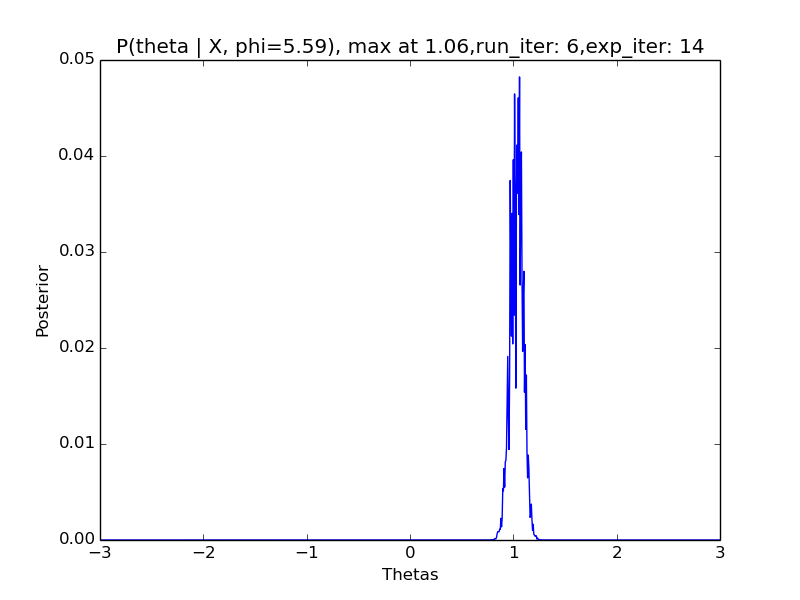 P(theta | X, phi=5.59), max at 1.06,run_iter: 6,exp_iter: 14
0.05
0.04
0.03
0.02
0.01
0.00
Posterior
−3 −2 −1 0 1 2 3
Thetas